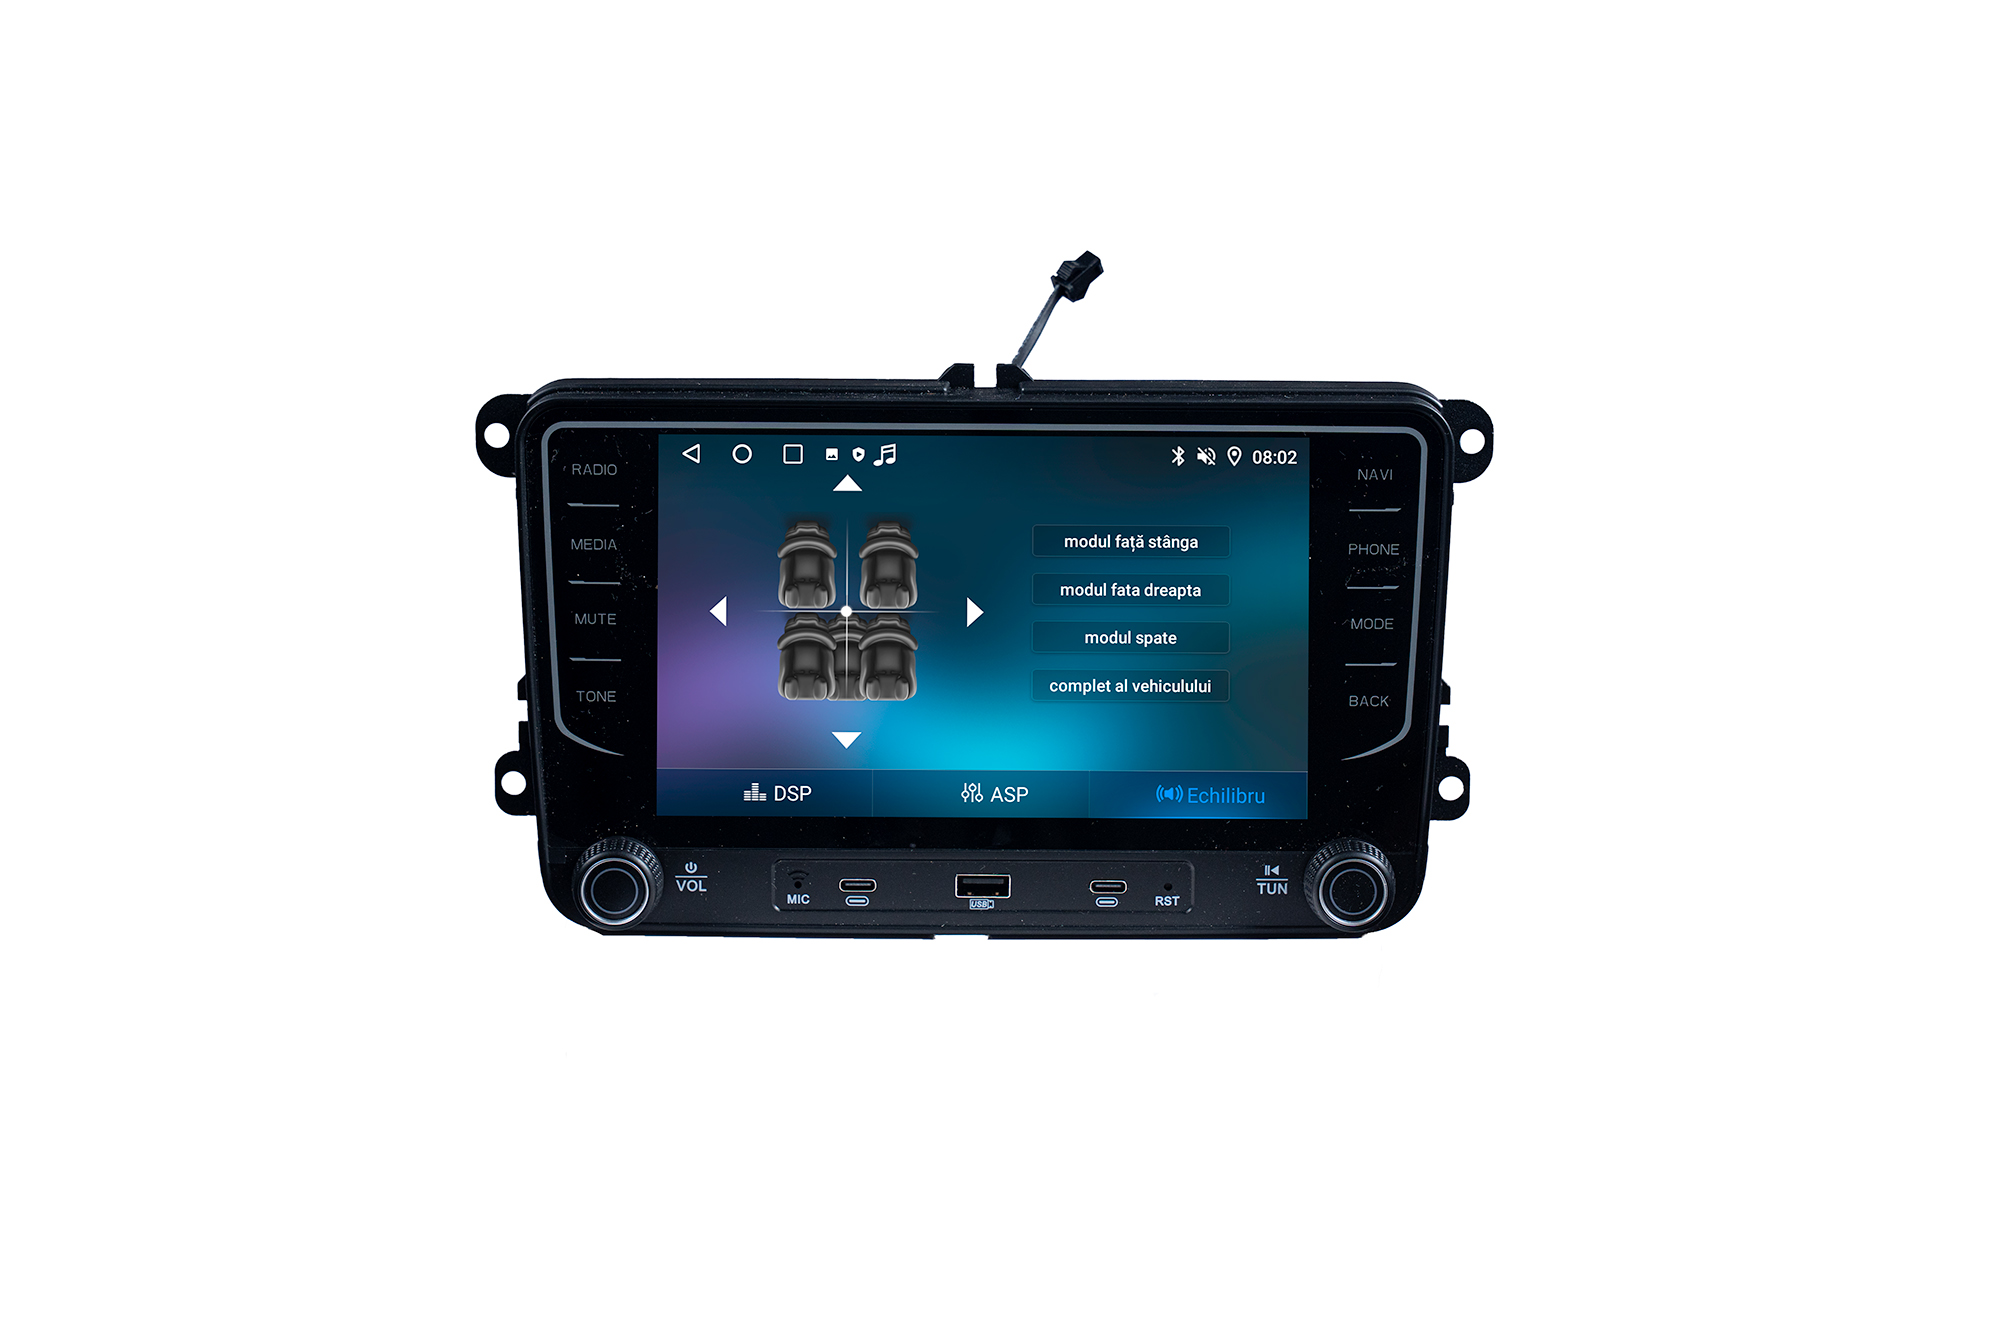 RADIO
MEDIA
MUTE
TONE
08:02
modul față stânga
modul fata dreapta
modul spate
complet al vehiculului
DSP
ASP
Echilibru
NAVI
PHONE
MODE
BACK
VOL
MIC
USB
RST
TUN